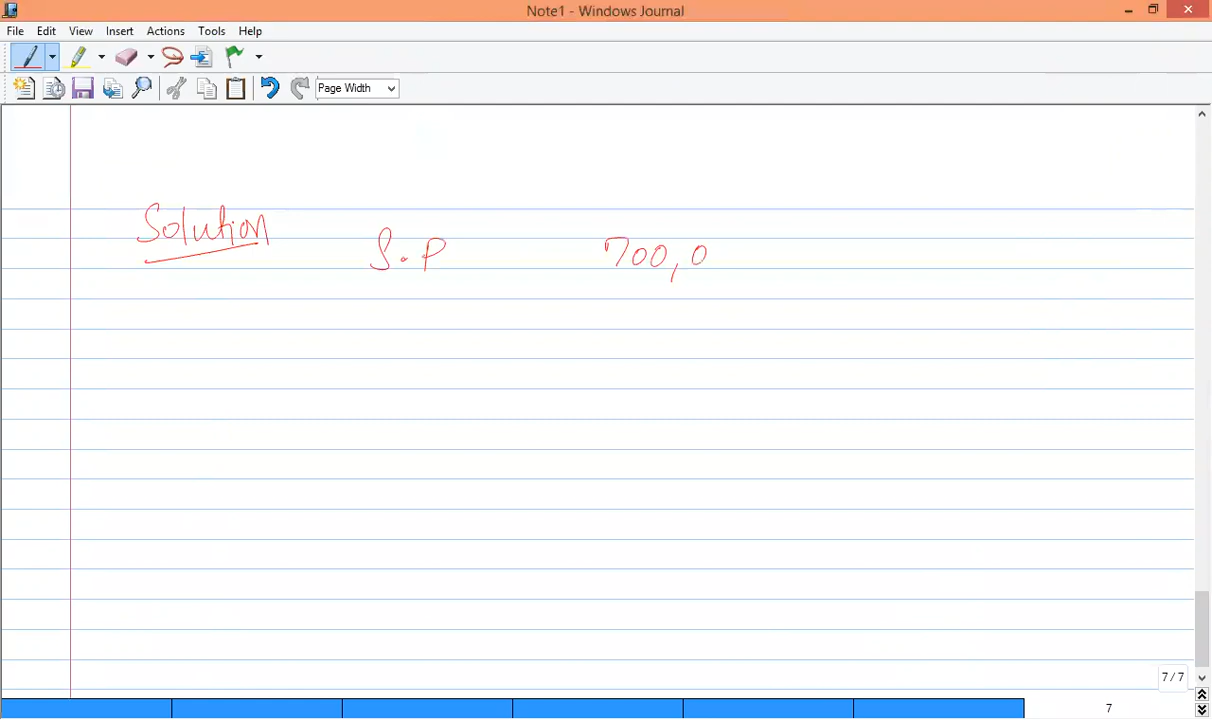 Note1 - Windows Journal
File Edit View Insert Actions Tools Help
Page Width
Solution
S.P 700,0
7 / 7
7